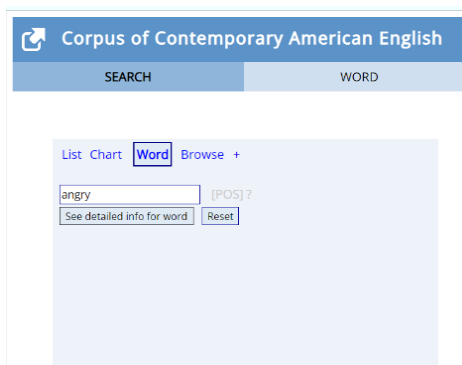 Corpus of Contemporary American English
SEARCH WORD
List Chart Word Browse +
angry [POS] ?
See detailed info for word Reset